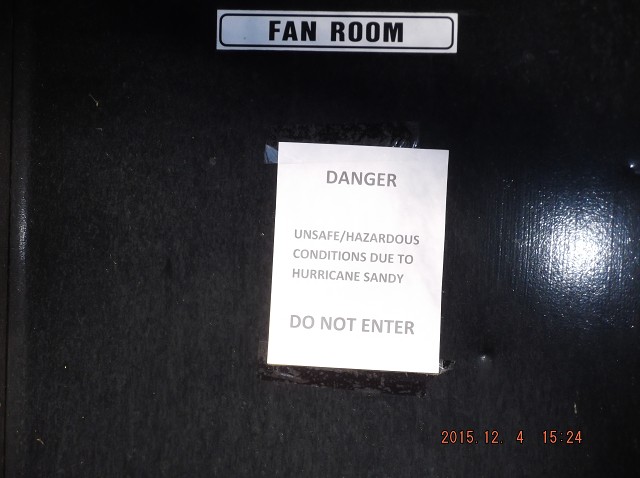 FAN ROOM
DANGER
UNSAFE/HAZARDOUS
CONDITIONS DUE TO
HURRICANE SANDY
DO NOT ENTER
2015.12. 4 15:24